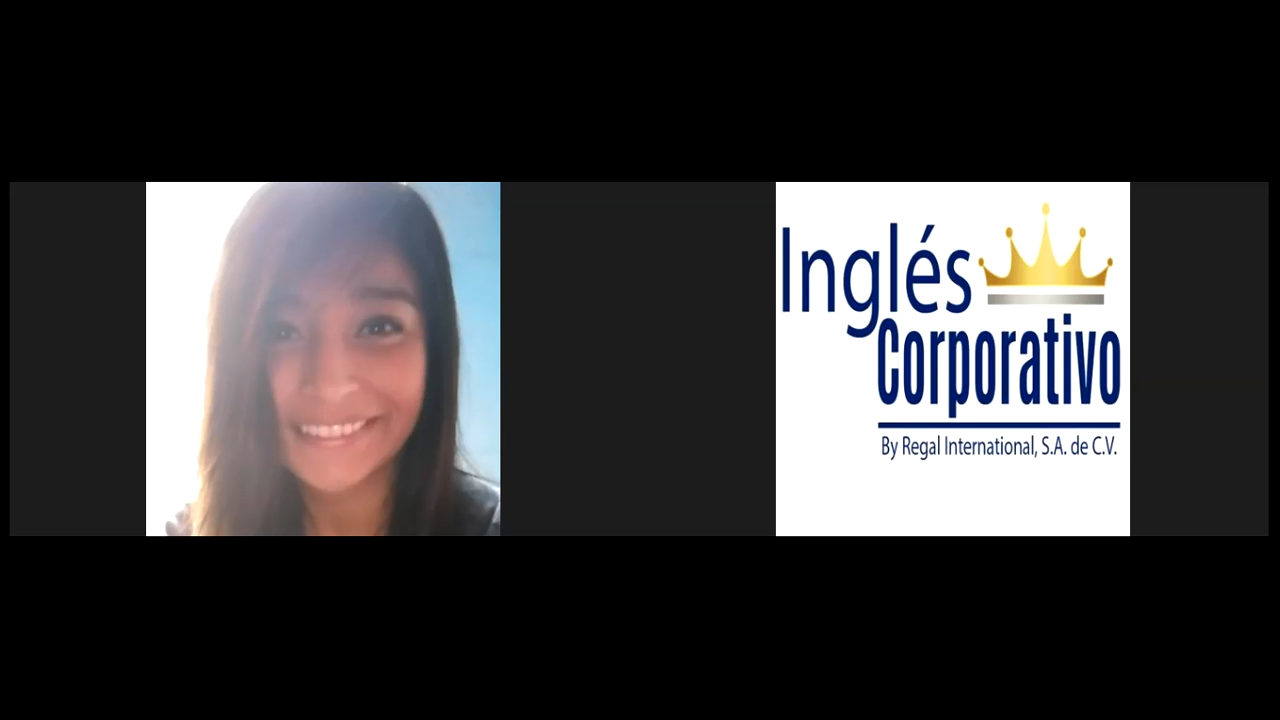 Inglés
Corporativo
By Regal International, S.A. de C.V.